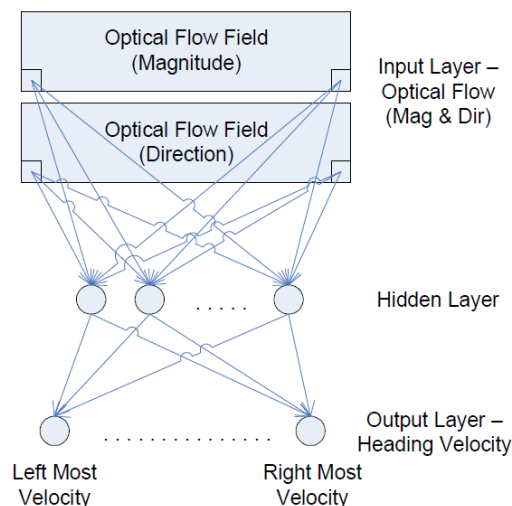 Optical Flow Field
(Magnitude)
Input Layer –
Optical Flow
(Mag & Dir)
Optical Flow Field
(Direction)
. . . . .
Hidden Layer
Output Layer –
Heading Velocity
. . . . . . . . . . . . . . .
Left Most
Velocity
Right Most
Velocity